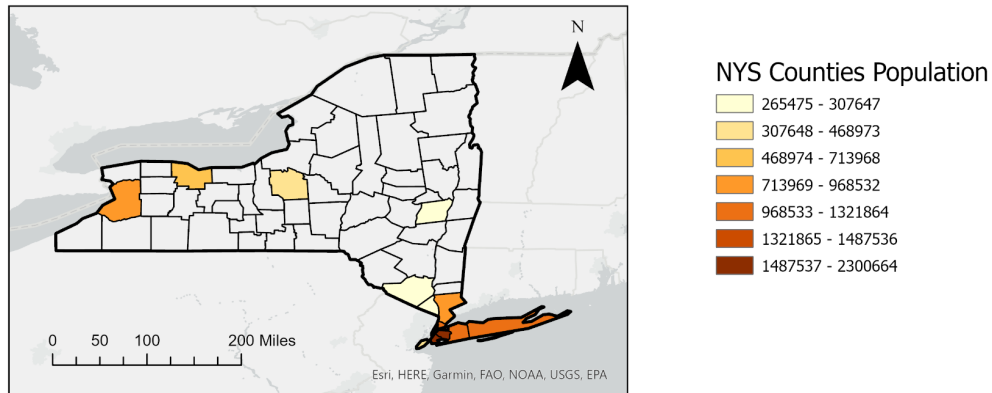 N
NYS Counties Population
265475 - 307647
307648 - 468973
468974 - 713968
713969 - 968532
968533 - 1321864
1321865 - 1487536
1487537 - 2300664
0 50 100 200 Miles
Esri, HERE, Garmin, FAO, NOAA, USGS, EPA